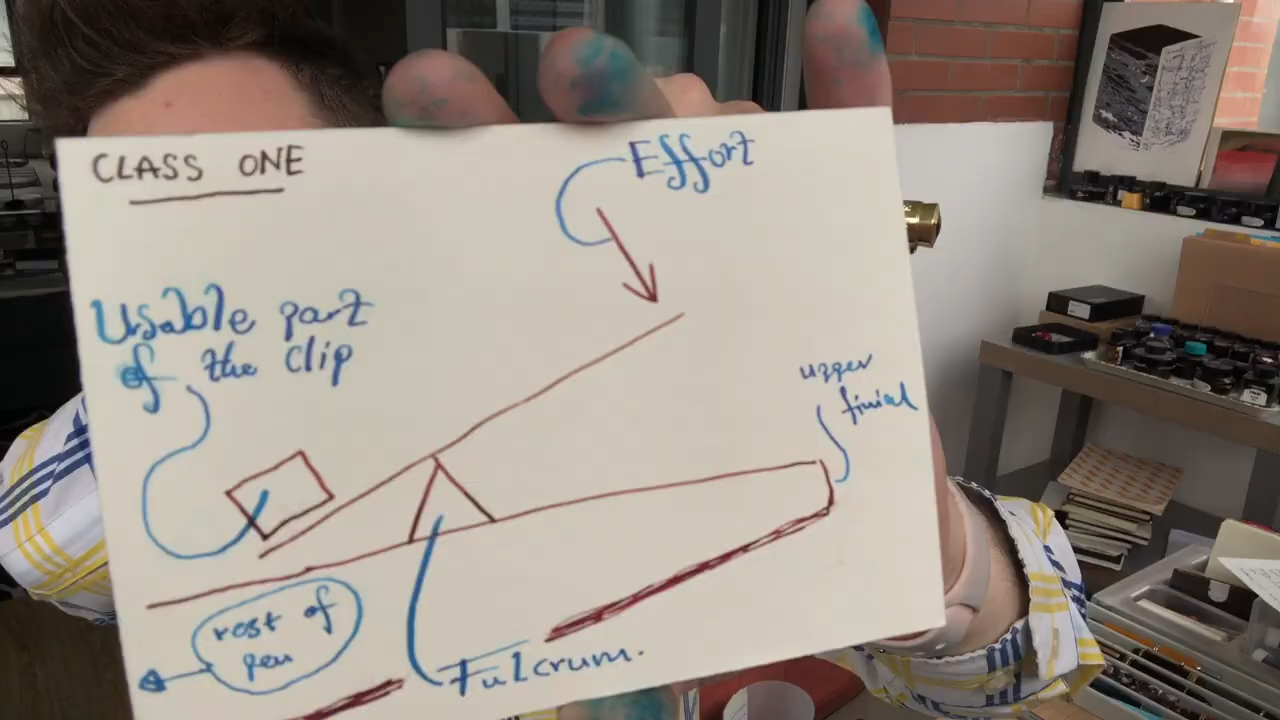 CLASS ONE
Effort
Usable part
of the clip
upper
finial
rest of
pen
Fulcrum.